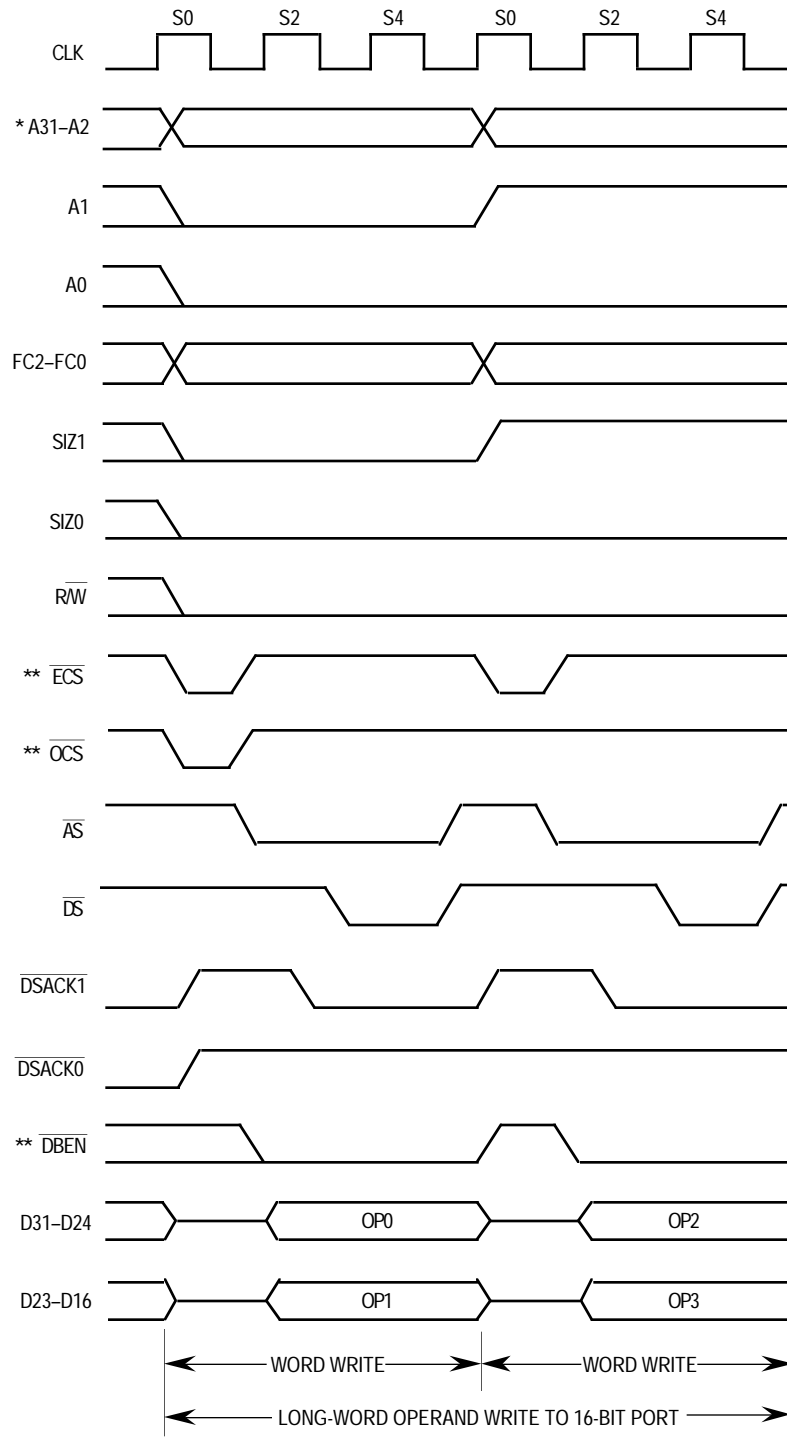 S0 S2 S4 S0 S2 S4
CLK
* A31–A2
A1
A0
FC2–FC0
SIZ1
SIZ0
R/W
** ECS
** OCS
AS
DS
DSACK1
DSACK0
** DBEN
D31–D24 OP0 OP2
D23–D16 OP1 OP3
WORD WRITE WORD WRITE
LONG-WORD OPERAND WRITE TO 16-BIT PORT